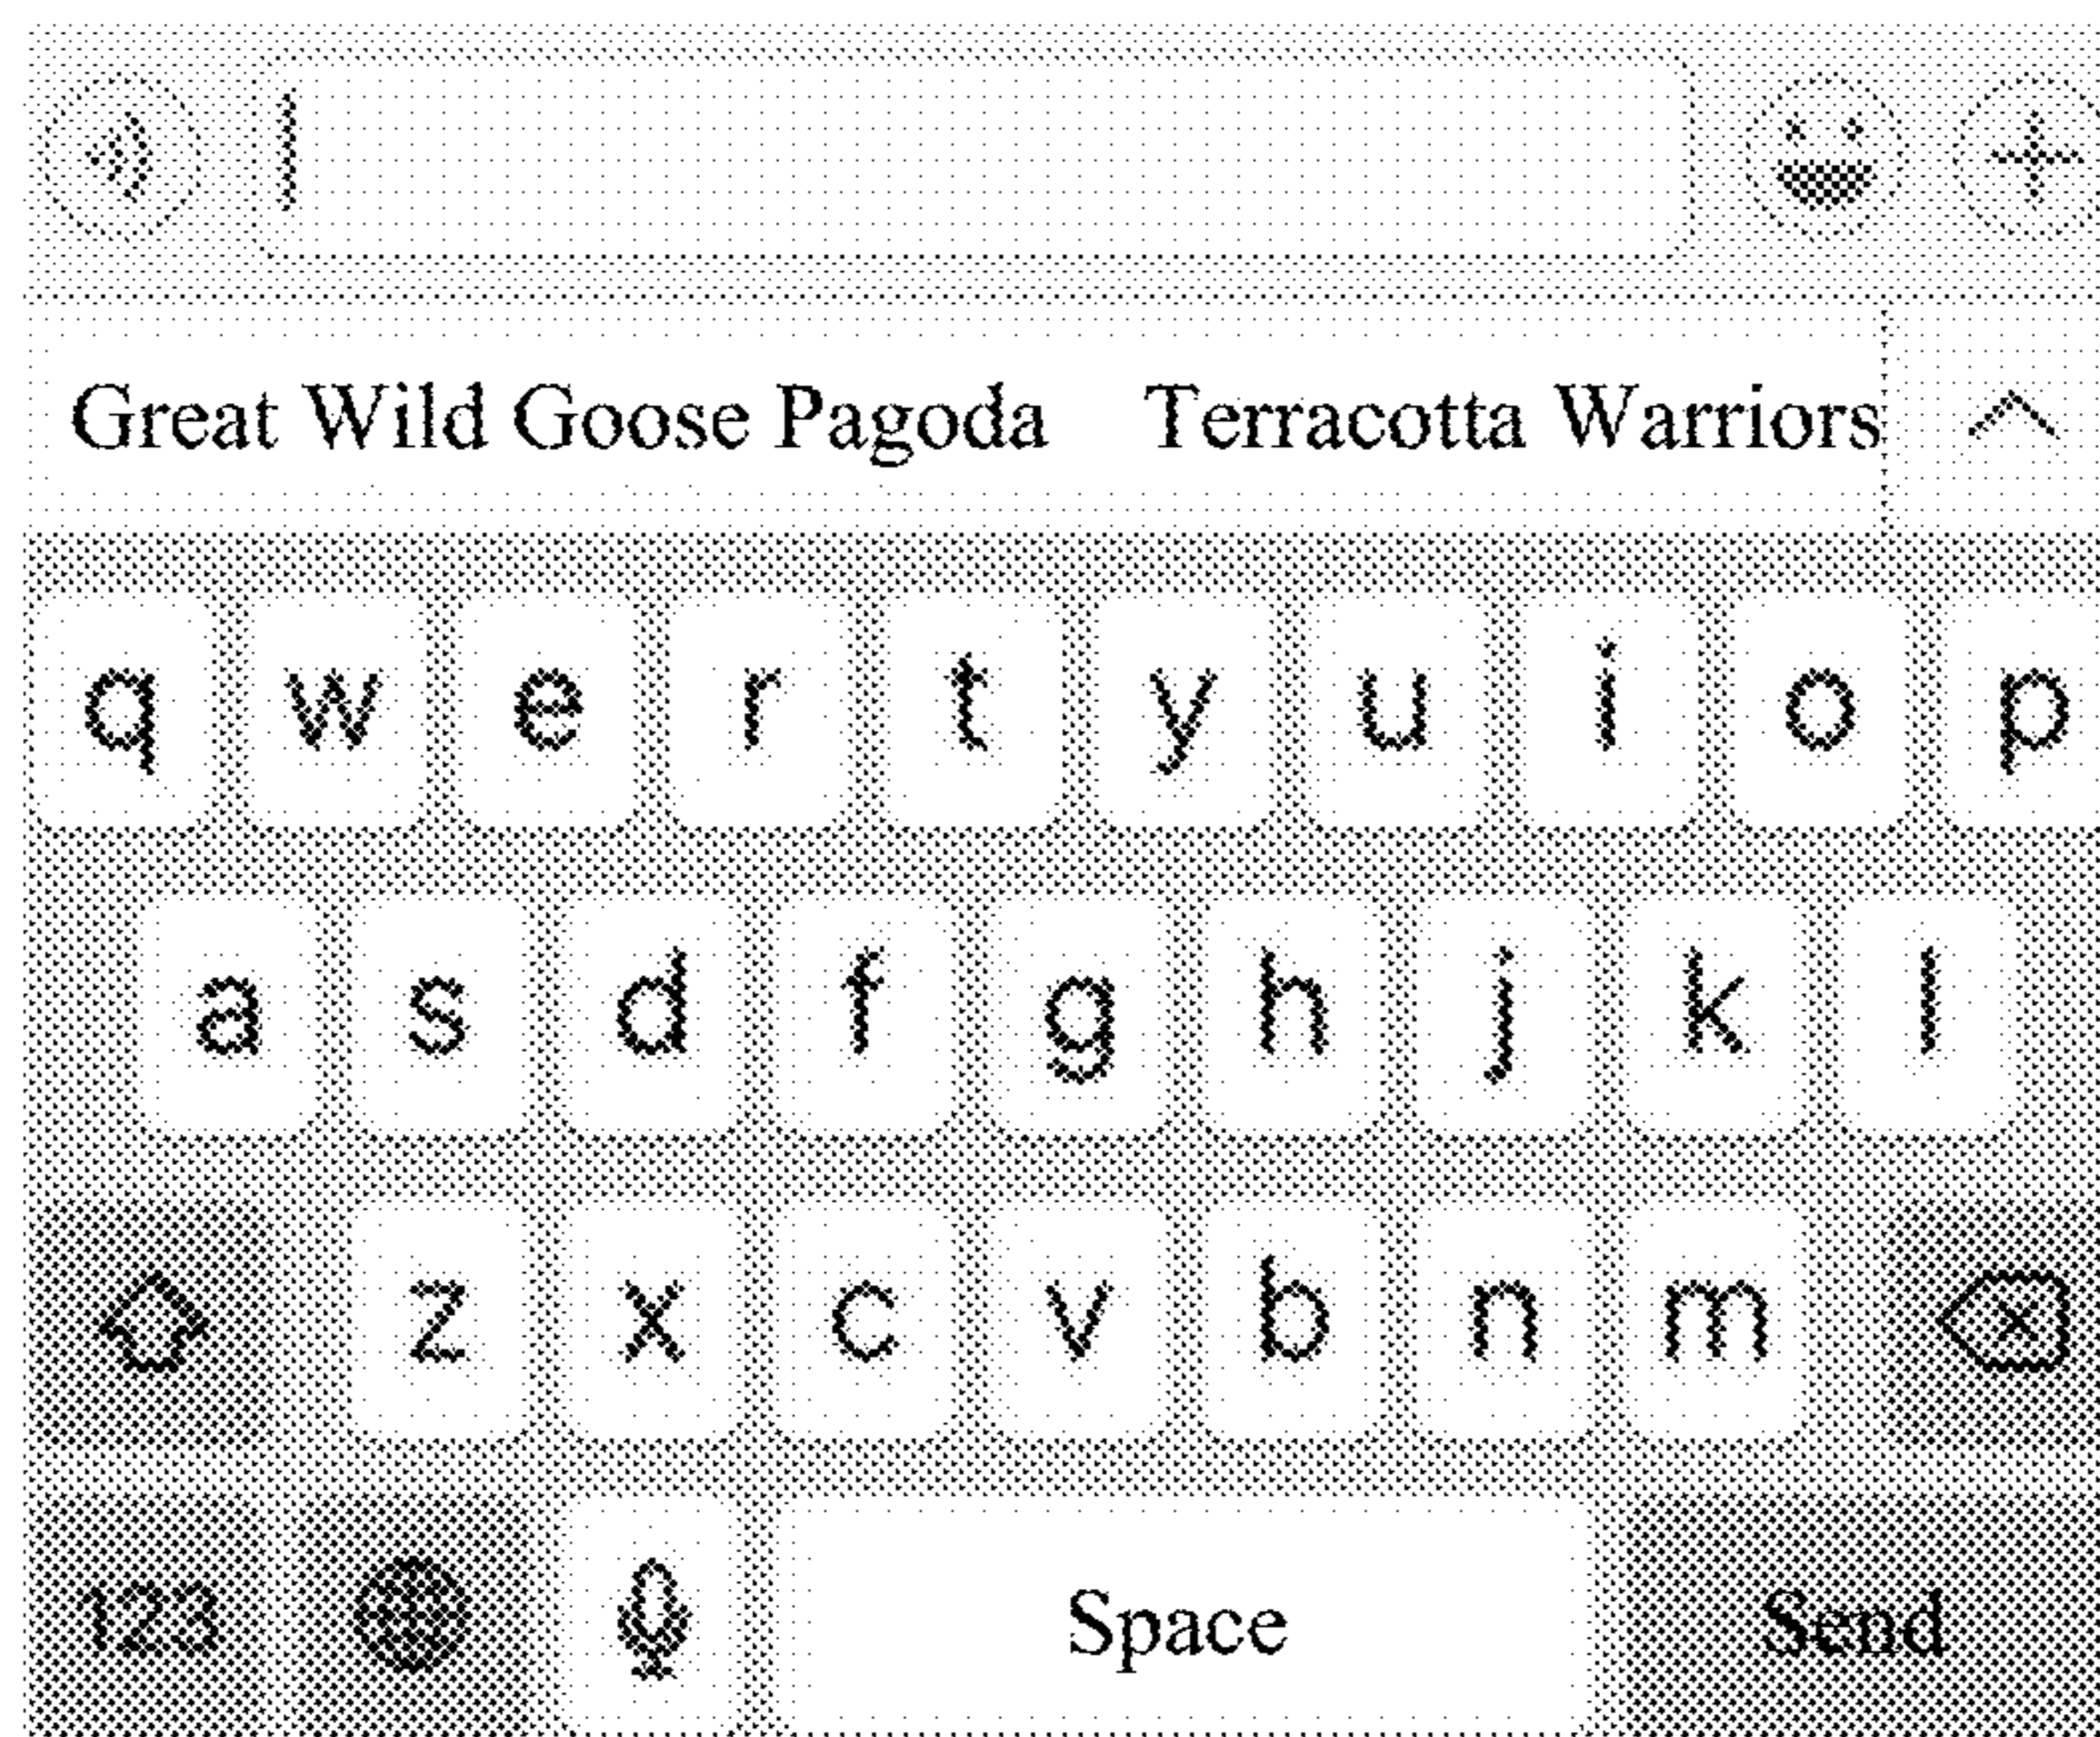 Great Wild Goose Pagoda Terracotta Warriors
q w e r t y u i o p
a s d f g h j k l
z x c v b n m
123 Space Send